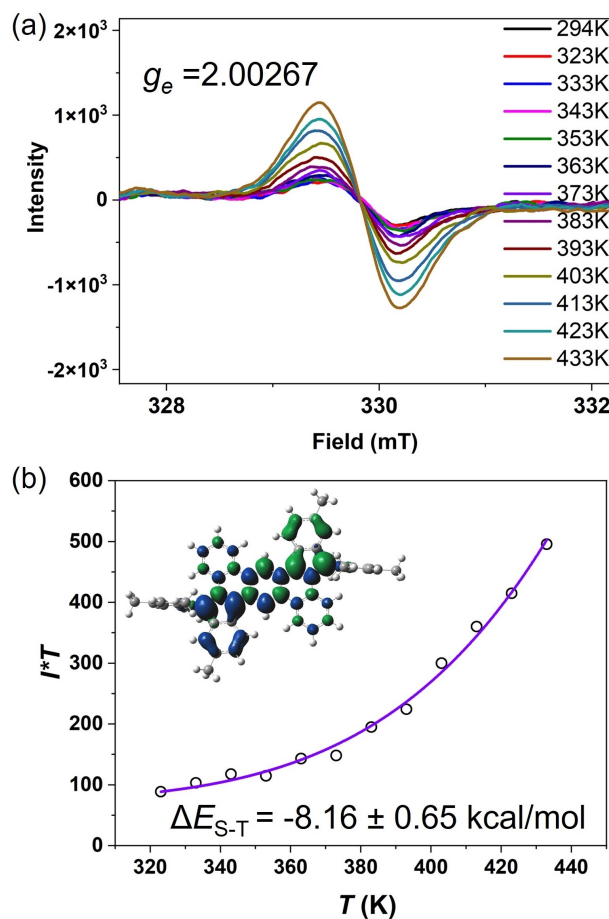 (a)
2×10³
1×10³
0
-1×10³
-2×10³
Intensity
gₑ =2.00267
294K
323K
333K
343K
353K
363K
373K
383K
393K
403K
413K
423K
433K
328 330 332
Field (mT)
(b)
600
500
400
300
200
100
0
I*T
ΔE_S-T = -8.16 ± 0.65 kcal/mol
320 340 360 380 400 420 440
T (K)